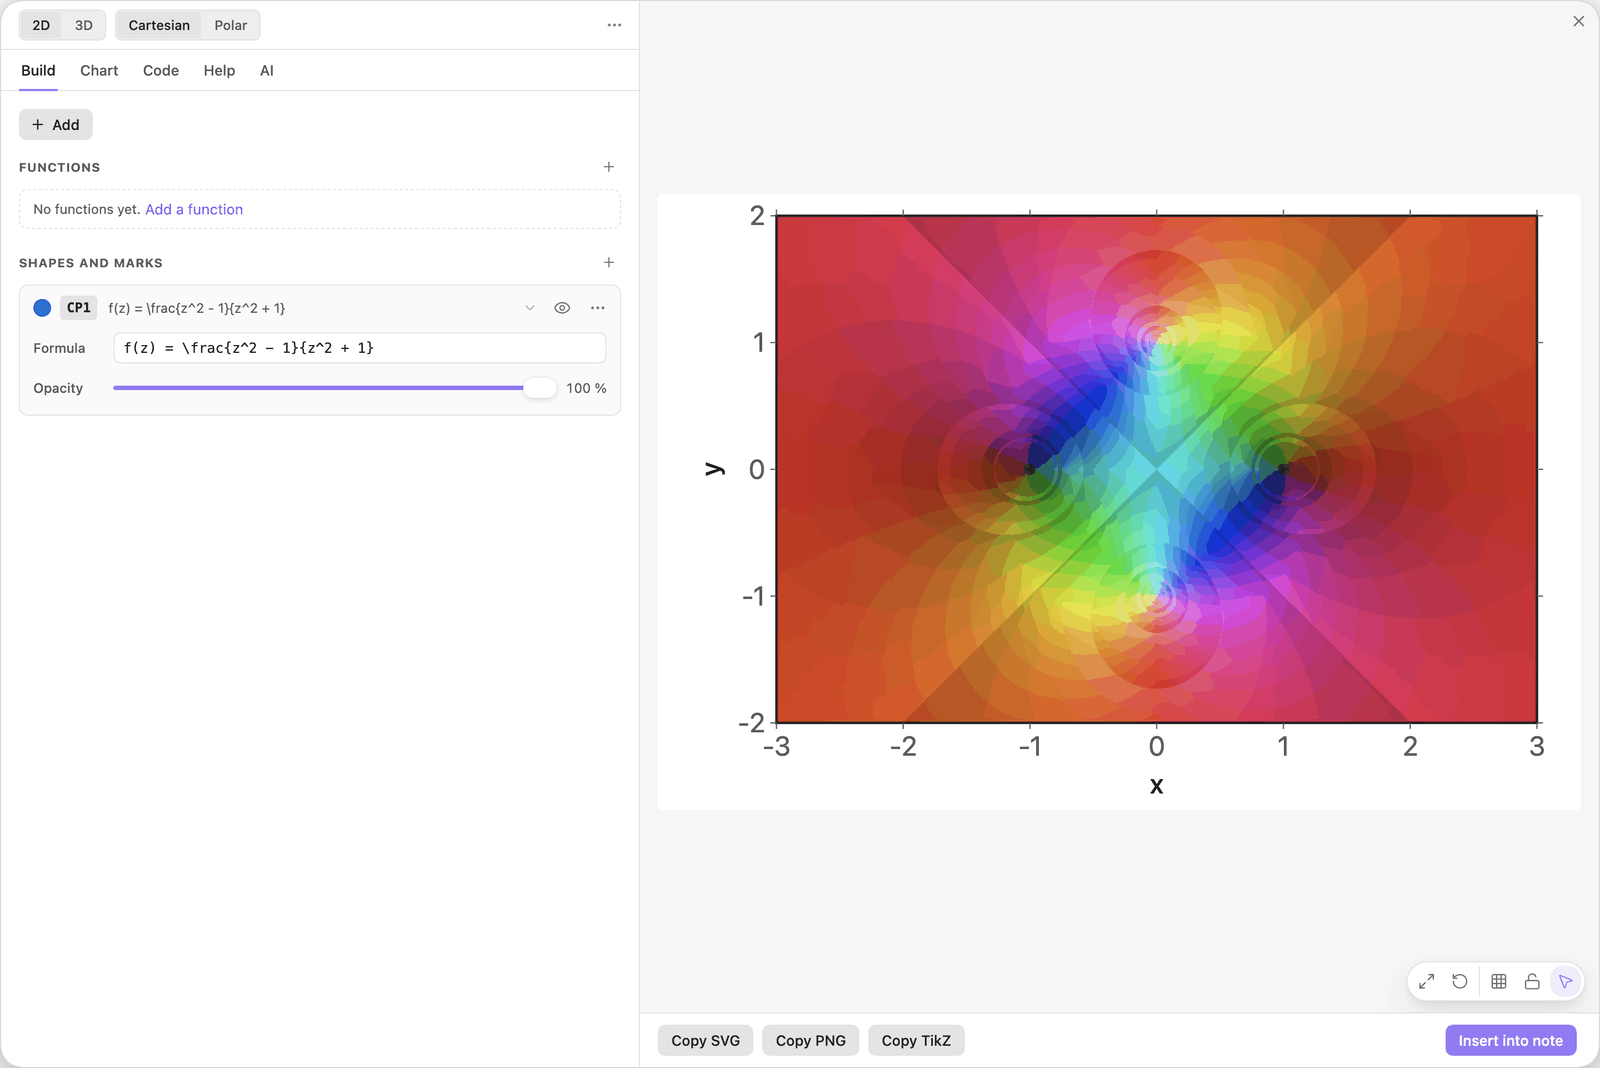 2D 3D Cartesian Polar
Build Chart Code Help AI
+ Add
FUNCTIONS
No functions yet. Add a function
SHAPES AND MARKS
CP1 f(z) = \frac{z^2 - 1}{z^2 + 1}
Formula f(z) = \frac{z^2 − 1}{z^2 + 1}
Opacity 100 %
2
1
0
-1
-2
y
-3 -2 -1 0 1 2 3
x
Copy SVG Copy PNG Copy TikZ Insert into note